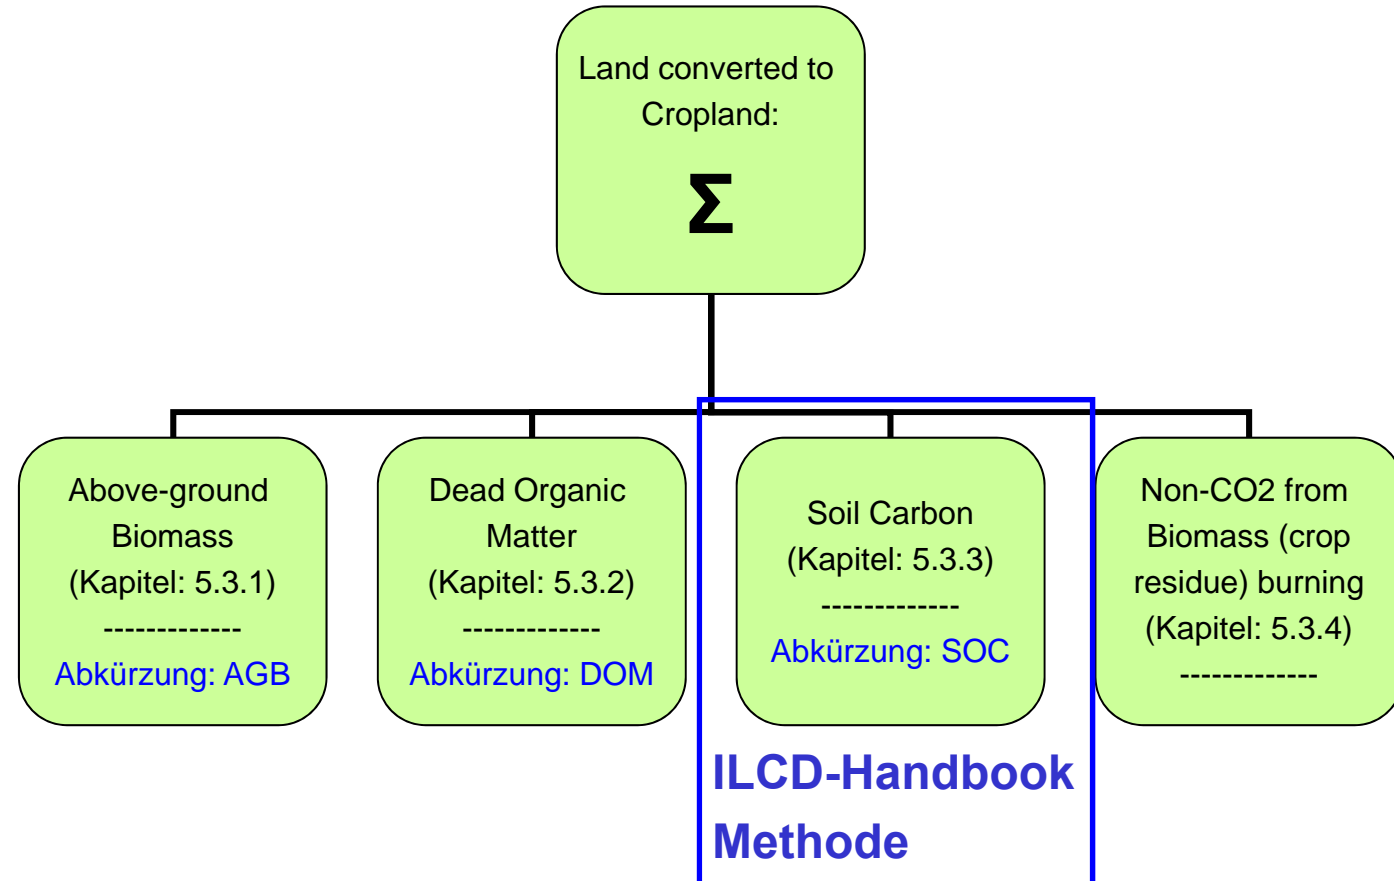 Land converted to
Cropland:
Σ
Above-ground
Biomass
(Kapitel: 5.3.1)
-------------
Abkürzung: AGB
Dead Organic
Matter
(Kapitel: 5.3.2)
-------------
Abkürzung: DOM
Soil Carbon
(Kapitel: 5.3.3)
-------------
Abkürzung: SOC
Non-CO2 from
Biomass (crop
residue) burning
(Kapitel: 5.3.4)
-------------
ILCD-Handbook
Methode